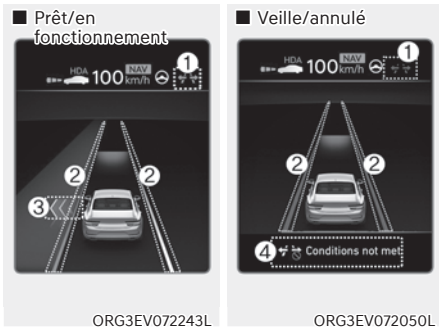 ■ Prêt/en
fonctionnement
HDA 100 km/h NAV
1
2 2
3
ORG3EV072243L
■ Veille/annulé
HDA 100 km/h NAV
1
2 2
4 Conditions not met
ORG3EV072050L